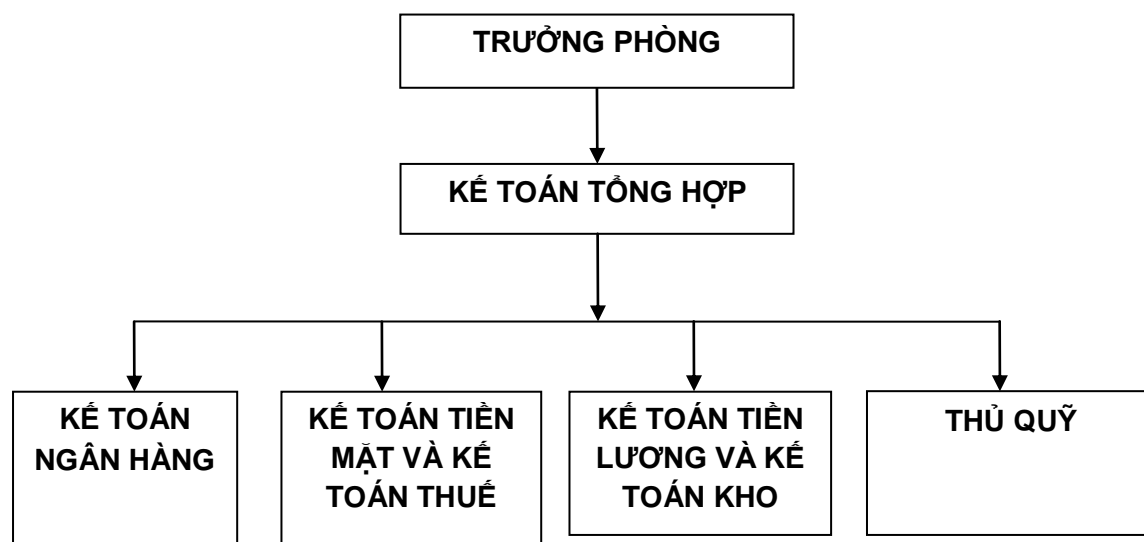 TRƯỞNG PHÒNG
KẾ TOÁN TỔNG HỢP
KẾ TOÁN
NGÂN HÀNG
KẾ TOÁN TIỀN
MẶT VÀ KẾ
TOÁN THUẾ
KẾ TOÁN TIỀN
LƯƠNG VÀ KẾ
TOÁN KHO
THỦ QUỸ